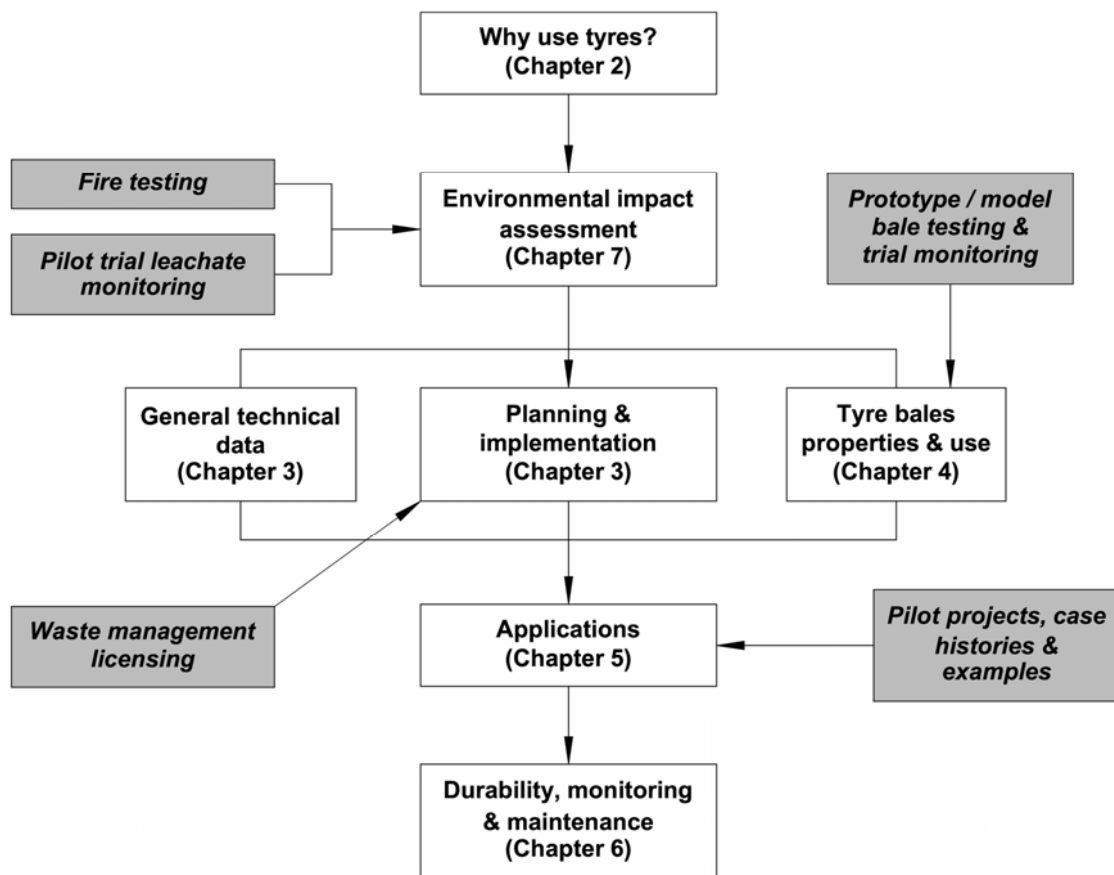 Why use tyres?
(Chapter 2)
Fire testing
Pilot trial leachate
monitoring
Environmental impact
assessment
(Chapter 7)
Prototype / model
bale testing &
trial monitoring
General technical
data
(Chapter 3)
Planning &
implementation
(Chapter 3)
Tyre bales
properties & use
(Chapter 4)
Waste management
licensing
Applications
(Chapter 5)
Pilot projects, case
histories &
examples
Durability, monitoring
& maintenance
(Chapter 6)